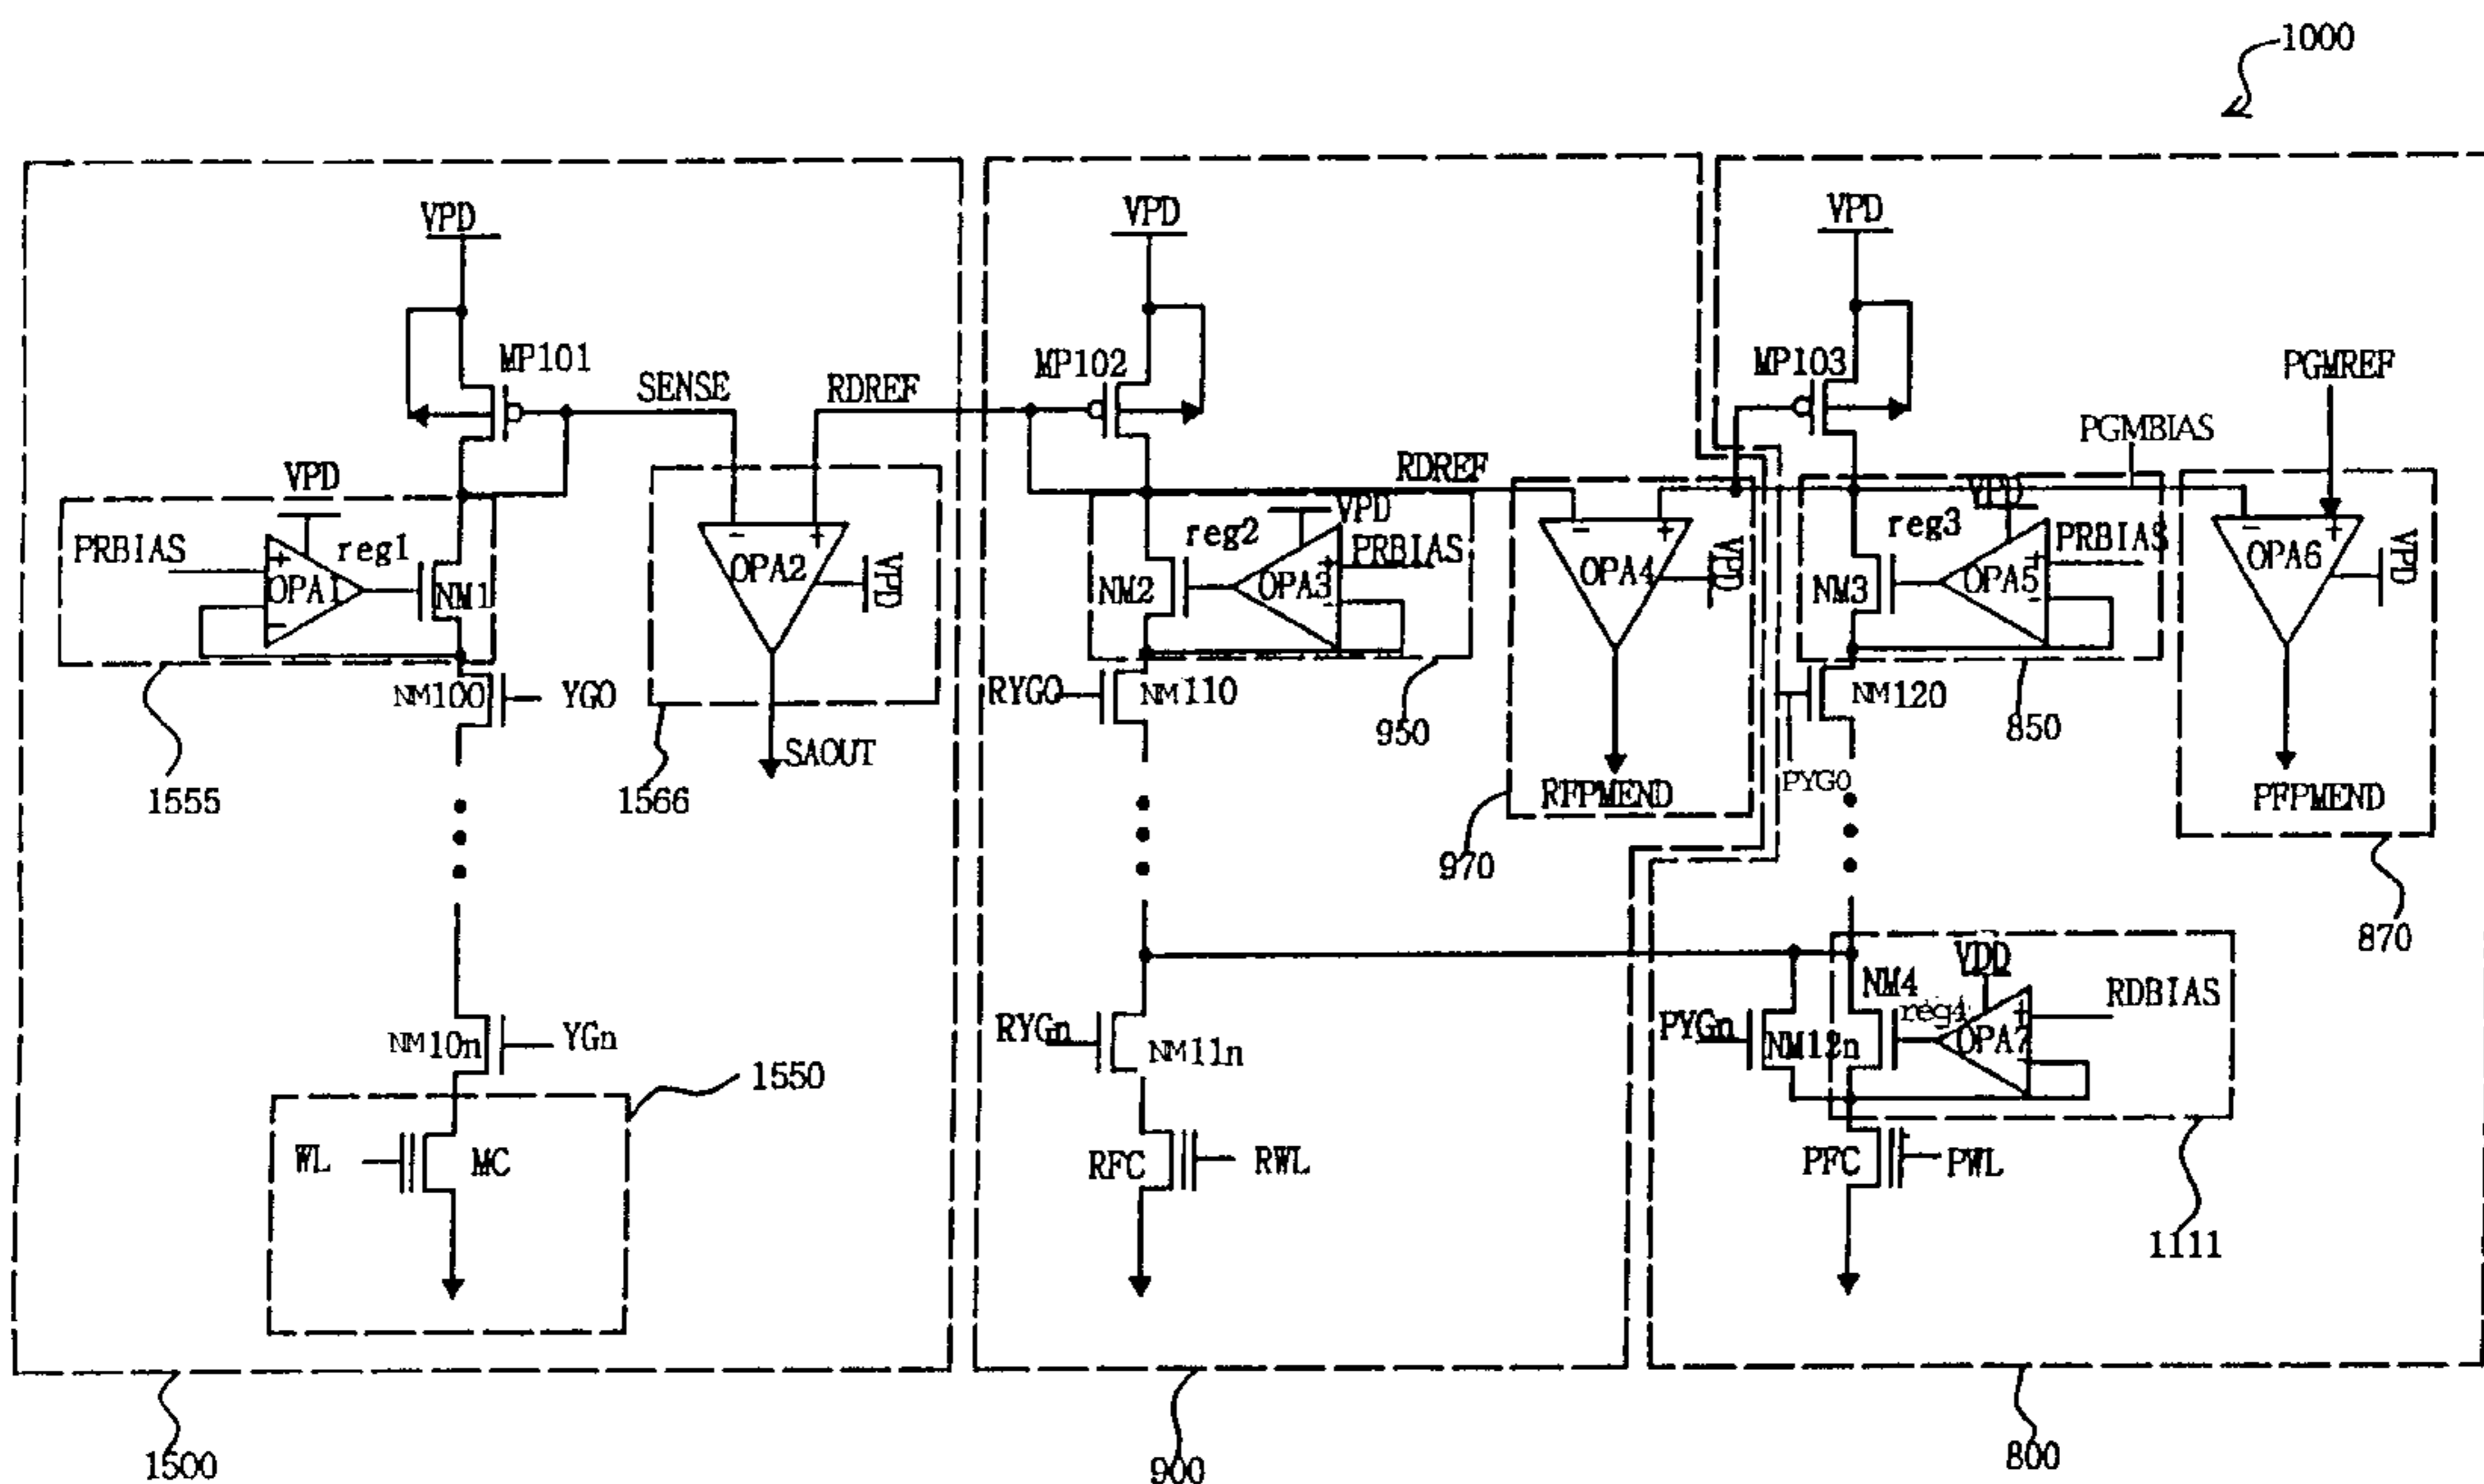 1000
VPD
MP101
SENSE
RDREF
VPD
PRBIAS
reg1
OPA1
NM1
OPA2
VPD
NM100
YG0
SAOUT
1555
1566
NM10n
YGn
1550
WL
MC
1500
VPD
MP102
RDREF
VPD
reg2
PRBIAS
NM2
OPA3
OPA4
VPD
RYG0
NM110
950
RFPMEND
970
RYGn
NM11n
RFC
RWL
900
VPD
MP103
PGMREF
PGMBIAS
VPD
reg3
PRBIAS
NM3
OPA5
OPA6
VPD
NM120
850
PYG0
PFPMEND
870
VDD
NM4
reg4
RDBIAS
PYGn
NM12n
OPA7
PFC
PWL
1111
800